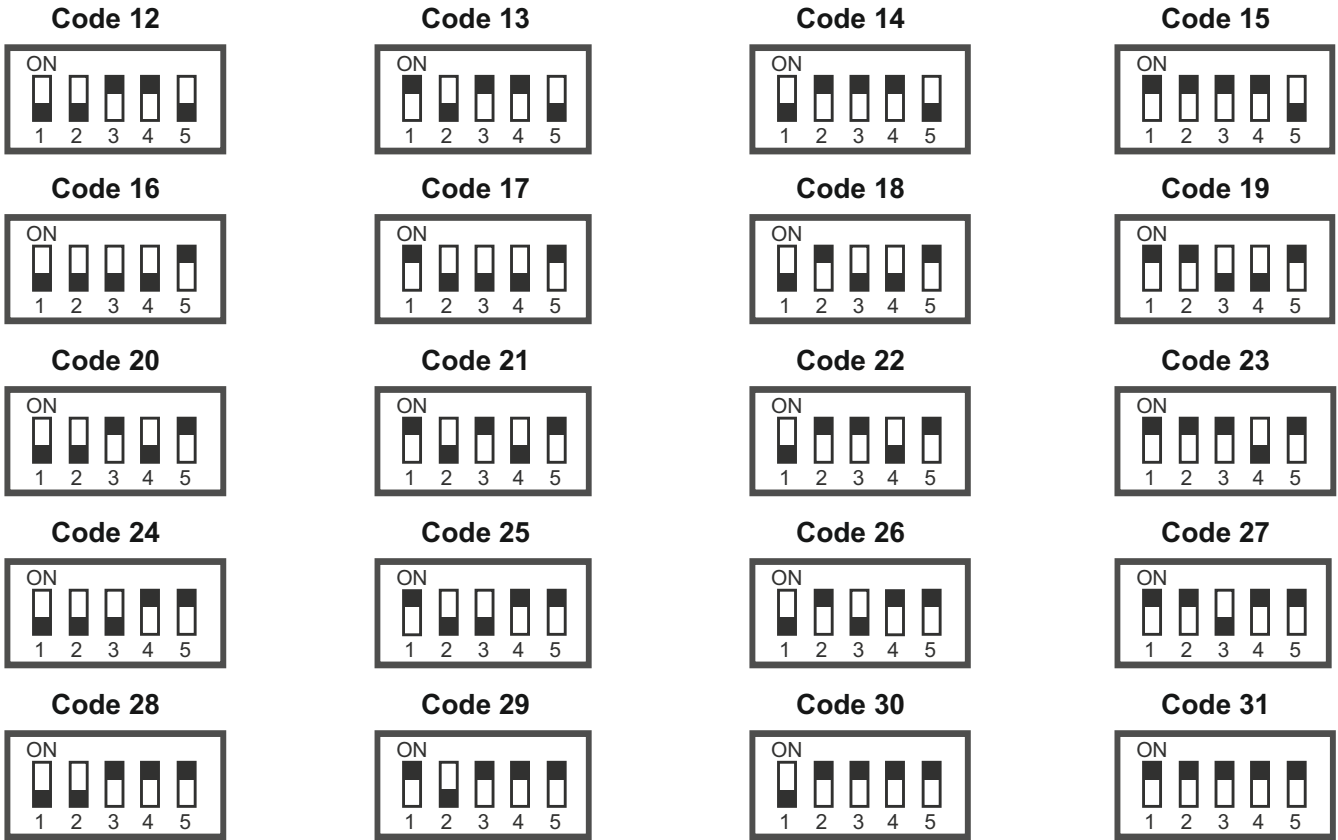 Code 12 Code 13 Code 14 Code 15
ON ON ON ON
1 2 3 4 5 1 2 3 4 5 1 2 3 4 5 1 2 3 4 5
Code 16 Code 17 Code 18 Code 19
ON ON ON ON
1 2 3 4 5 1 2 3 4 5 1 2 3 4 5 1 2 3 4 5
Code 20 Code 21 Code 22 Code 23
ON ON ON ON
1 2 3 4 5 1 2 3 4 5 1 2 3 4 5 1 2 3 4 5
Code 24 Code 25 Code 26 Code 27
ON ON ON ON
1 2 3 4 5 1 2 3 4 5 1 2 3 4 5 1 2 3 4 5
Code 28 Code 29 Code 30 Code 31
ON ON ON ON
1 2 3 4 5 1 2 3 4 5 1 2 3 4 5 1 2 3 4 5